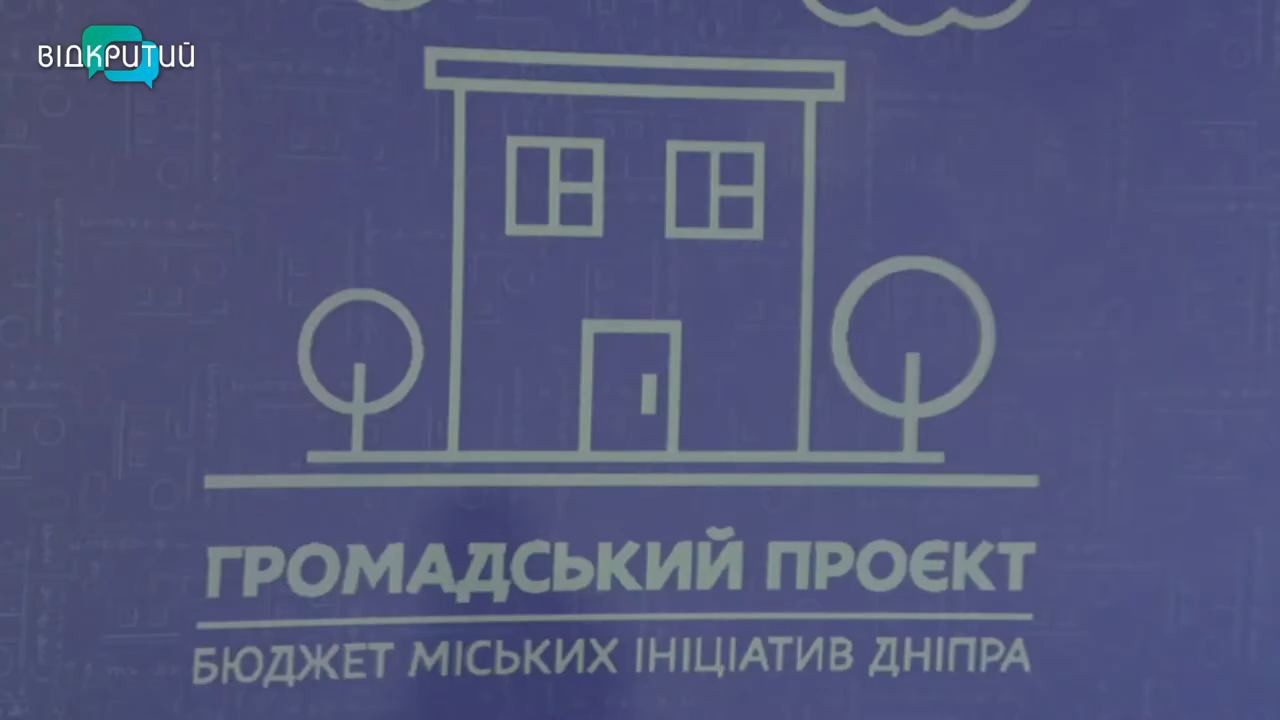 ВІДКРИТИЙ
ГРОМАДСЬКИЙ ПРОЄКТ
БЮДЖЕТ МІСЬКИХ ІНІЦІАТИВ ДНІПРА